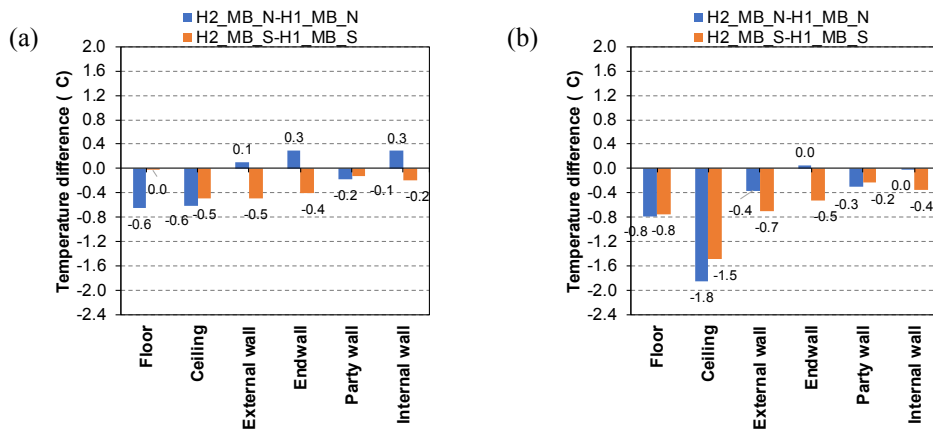 (a)
H2_MB_N-H1_MB_N
H2_MB_S-H1_MB_S
Temperature difference ( C)
2.0
1.6
1.2
0.8
0.4
0.0
-0.4
-0.8
-1.2
-1.6
-2.0
-2.4
-0.6
0.0
-0.6
-0.5
0.1
-0.5
0.3
-0.4
-0.2
-0.1
0.3
-0.2
Floor
Ceiling
External wall
Endwall
Party wall
Internal wall
(b)
H2_MB_N-H1_MB_N
H2_MB_S-H1_MB_S
Temperature difference ( C)
2.0
1.6
1.2
0.8
0.4
0.0
-0.4
-0.8
-1.2
-1.6
-2.0
-2.4
-0.8
-0.8
-1.8
-1.5
-0.4
-0.7
0.0
-0.5
-0.3
-0.2
0.0
-0.4
Floor
Ceiling
External wall
Endwall
Party wall
Internal wall